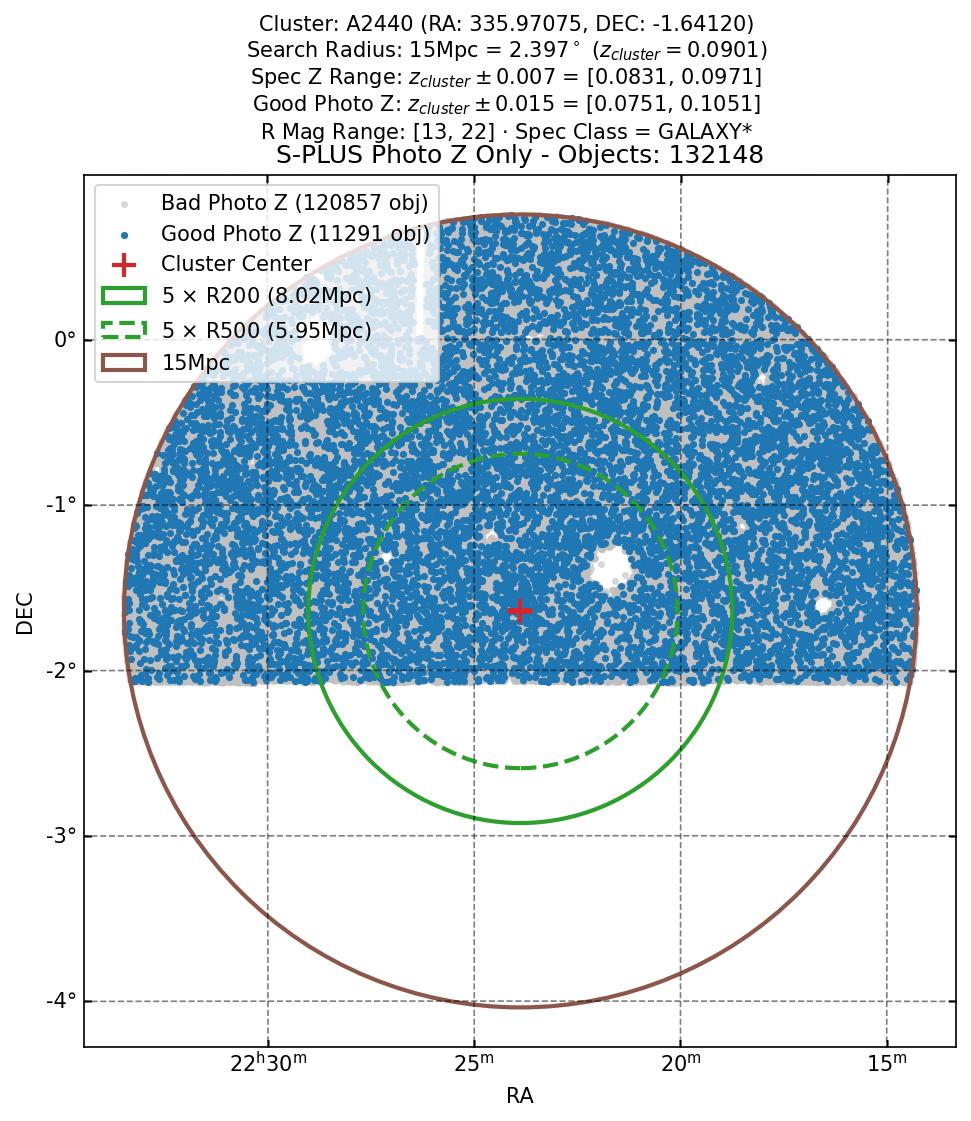 Cluster: A2440 (RA: 335.97075, DEC: -1.64120)
Search Radius: 15Mpc = 2.397° (z_cluster = 0.0901)
Spec Z Range: z_cluster ± 0.007 = [0.0831, 0.0971]
Good Photo Z: z_cluster ± 0.015 = [0.0751, 0.1051]
R Mag Range: [13, 22] · Spec Class = GALAXY*
S-PLUS Photo Z Only - Objects: 132148
Bad Photo Z (120857 obj)
Good Photo Z (11291 obj)
Cluster Center
5 × R200 (8.02Mpc)
5 × R500 (5.95Mpc)
15Mpc
0°
-1°
-2°
-3°
-4°
DEC
22ʰ30ᵐ 25ᵐ 20ᵐ 15ᵐ
RA